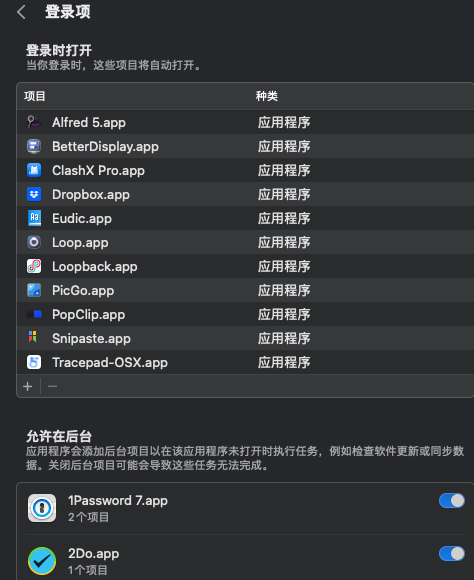 登录项
登录时打开
当你登录时，这些项目将自动打开。
项目 种类
Alfred 5.app 应用程序
BetterDisplay.app 应用程序
ClashX Pro.app 应用程序
Dropbox.app 应用程序
Eudic.app 应用程序
Loop.app 应用程序
Loopback.app 应用程序
PicGo.app 应用程序
PopClip.app 应用程序
Snipaste.app 应用程序
Tracepad-OSX.app 应用程序
允许在后台
应用程序会添加后台项目以在该应用程序未打开时执行任务，例如检查软件更新或同步数
据。关闭后台项目可能会导致这些任务无法完成。
1Password 7.app
2个项目
2Do.app
1个项目